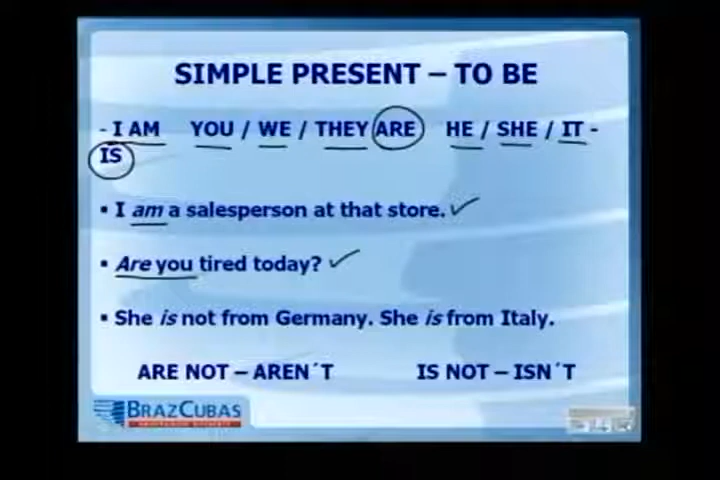 SIMPLE PRESENT – TO BE
- I AM YOU / WE / THEY ARE HE / SHE / IT -
IS
▪ I am a salesperson at that store.
▪ Are you tired today?
▪ She is not from Germany. She is from Italy.
ARE NOT – AREN´T IS NOT – ISN´T
BRAZCUBAS